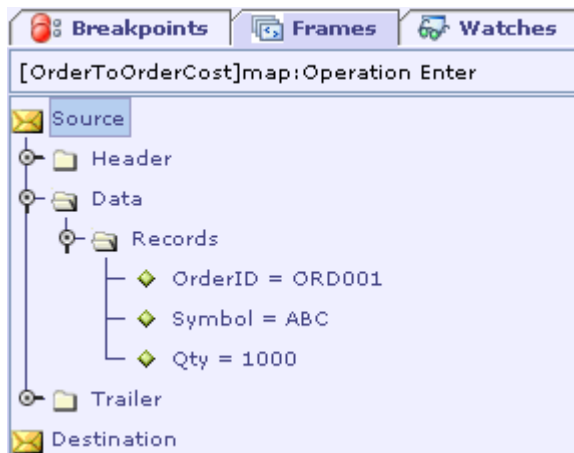 Breakpoints Frames Watches
[OrderToOrderCost]map:Operation Enter
Source
Header
Data
Records
OrderID = ORD001
Symbol = ABC
Qty = 1000
Trailer
Destination